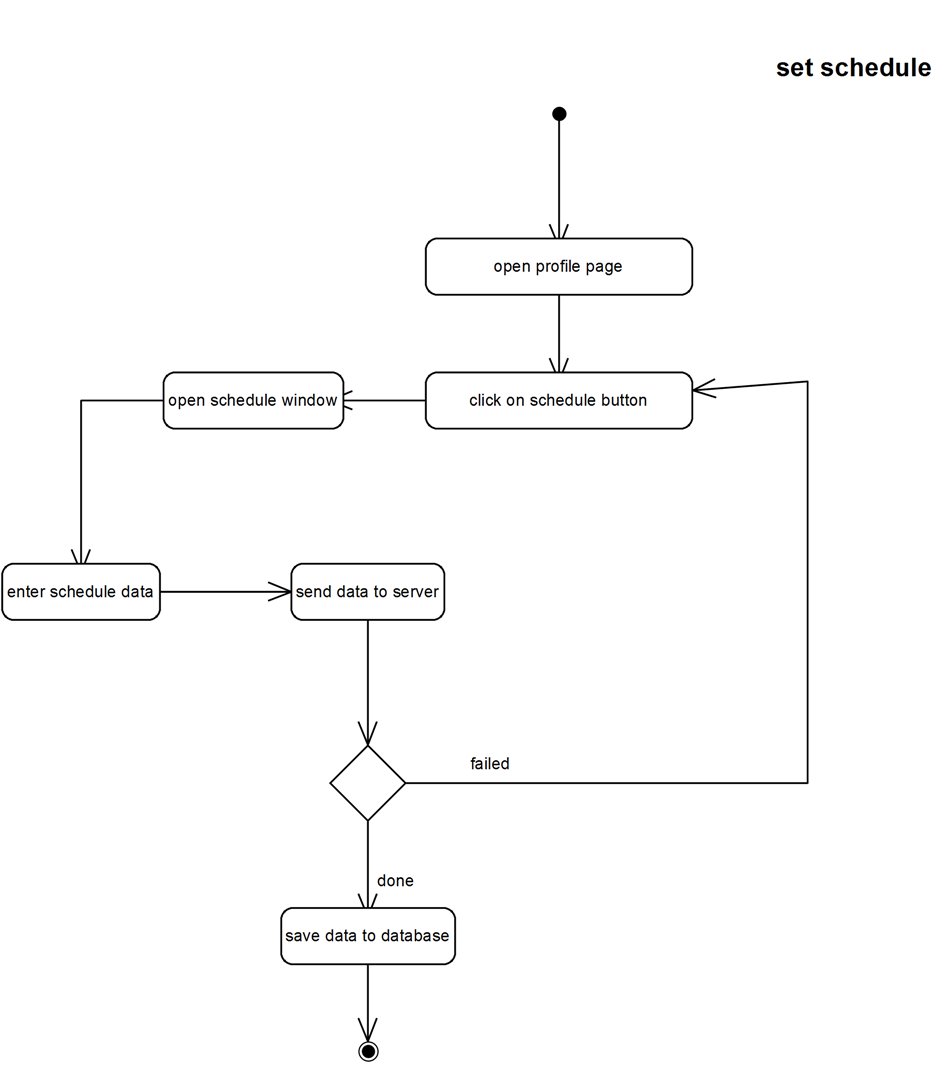 set schedule
open profile page
open schedule window
click on schedule button
enter schedule data
send data to server
failed
done
save data to database